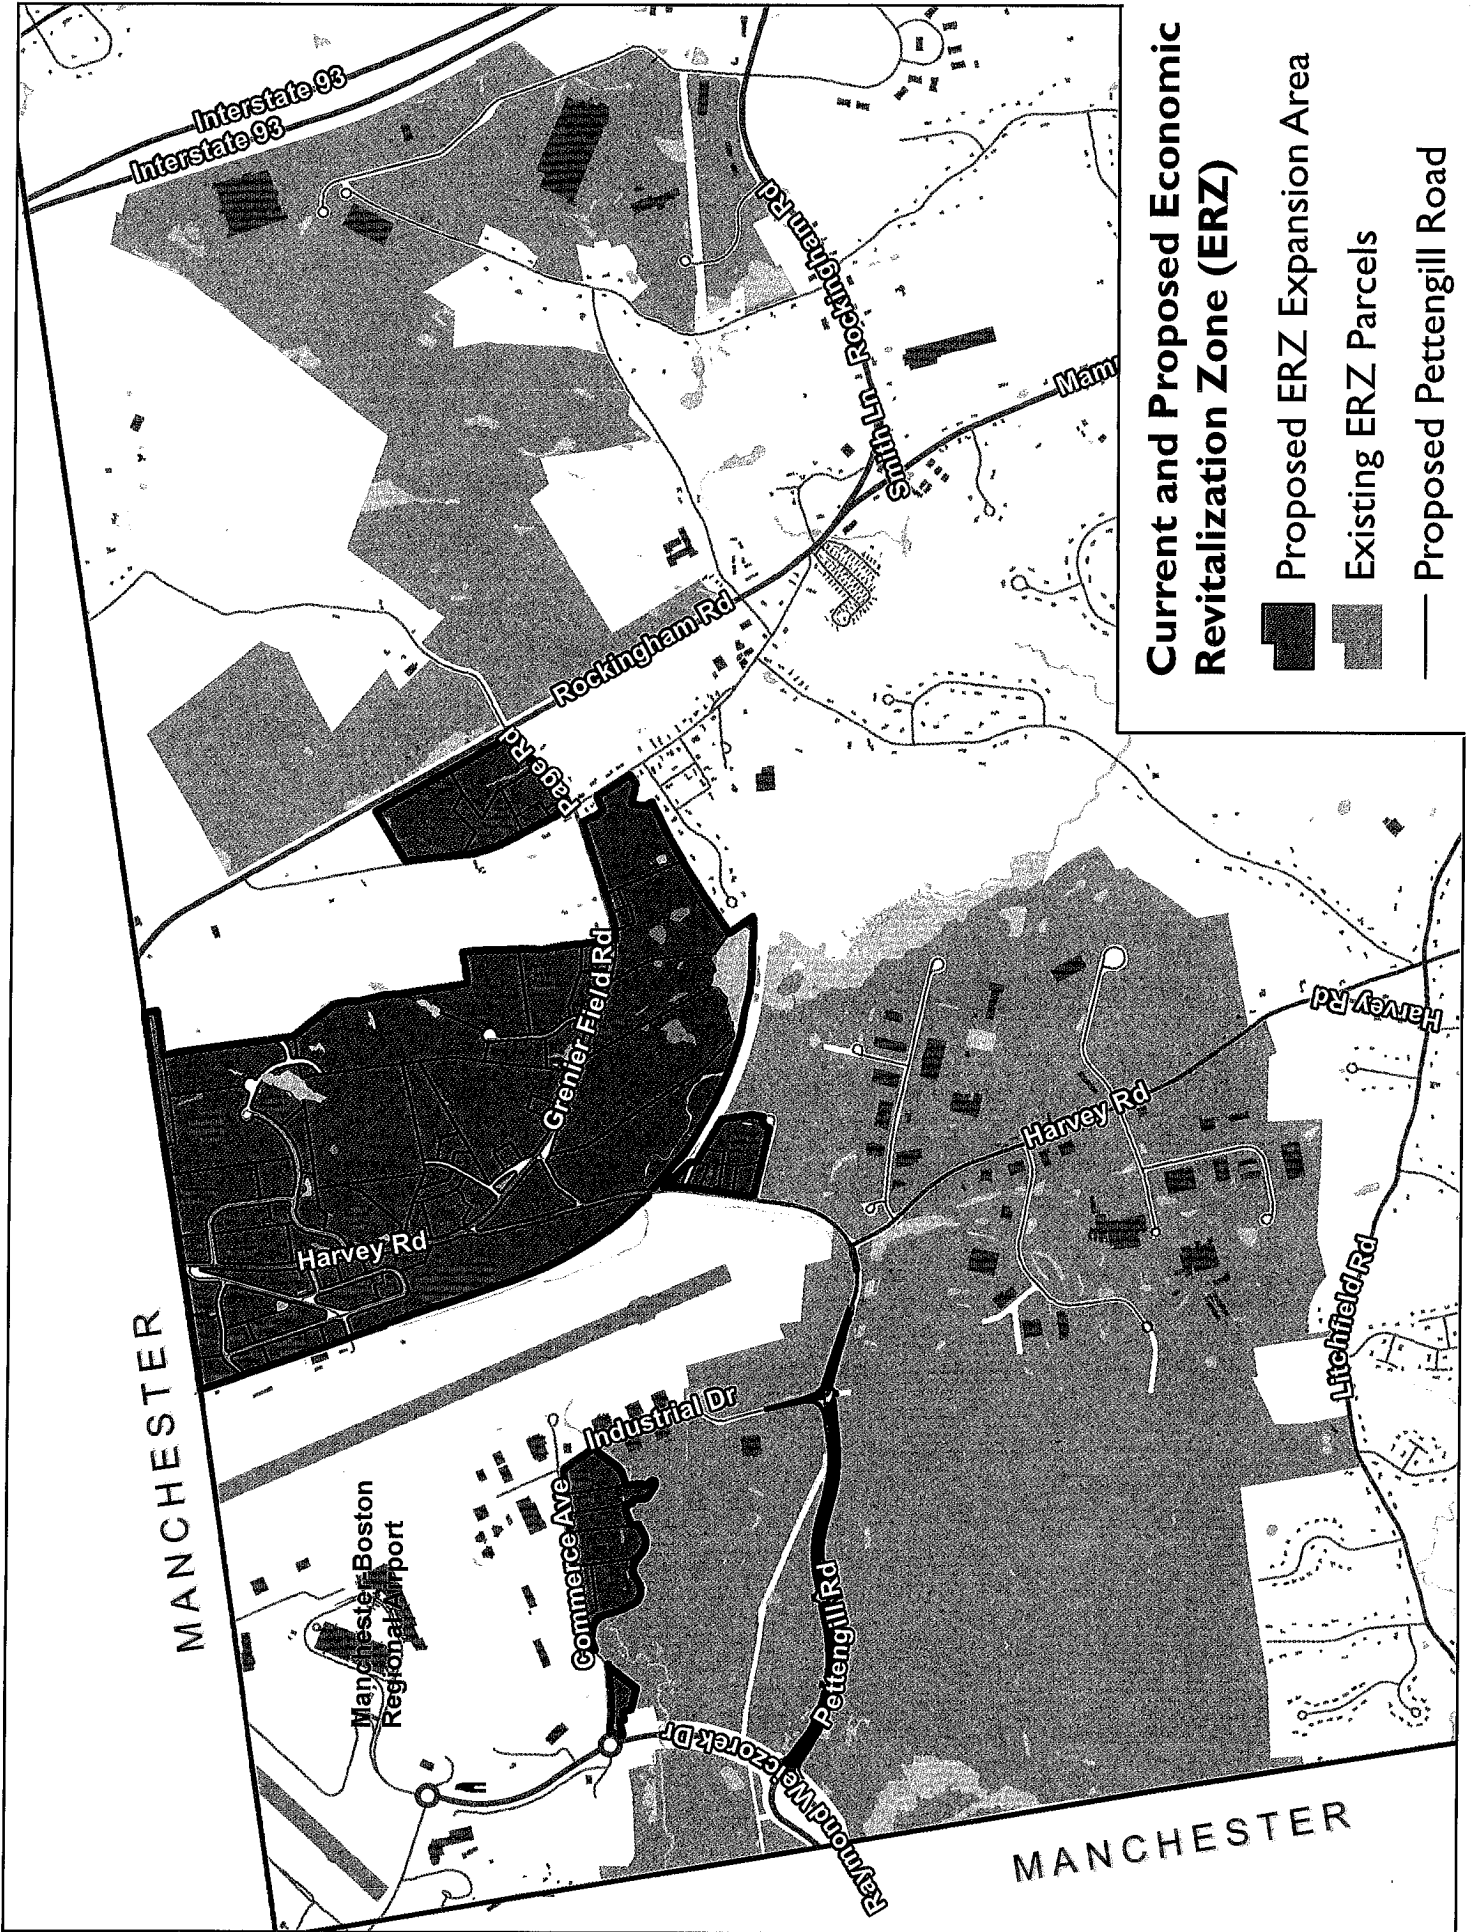 MANCHESTER
Manchester-Boston
Regional Airport
Raymond Weiczorek Dr
Pettengill Rd
Commerce Ave
Industrial Dr
Harvey Rd
Grenier Field Rd
Page Rd
Rockingham Rd
Interstate 93
Interstate 93
Rockingham Rd
Smith Ln
Mam
Harvey Rd
Harvey Rd
Litchfield Rd
MANCHESTER
Current and Proposed Economic
Revitalization Zone (ERZ)
Proposed ERZ Expansion Area
Existing ERZ Parcels
Proposed Pettengill Road